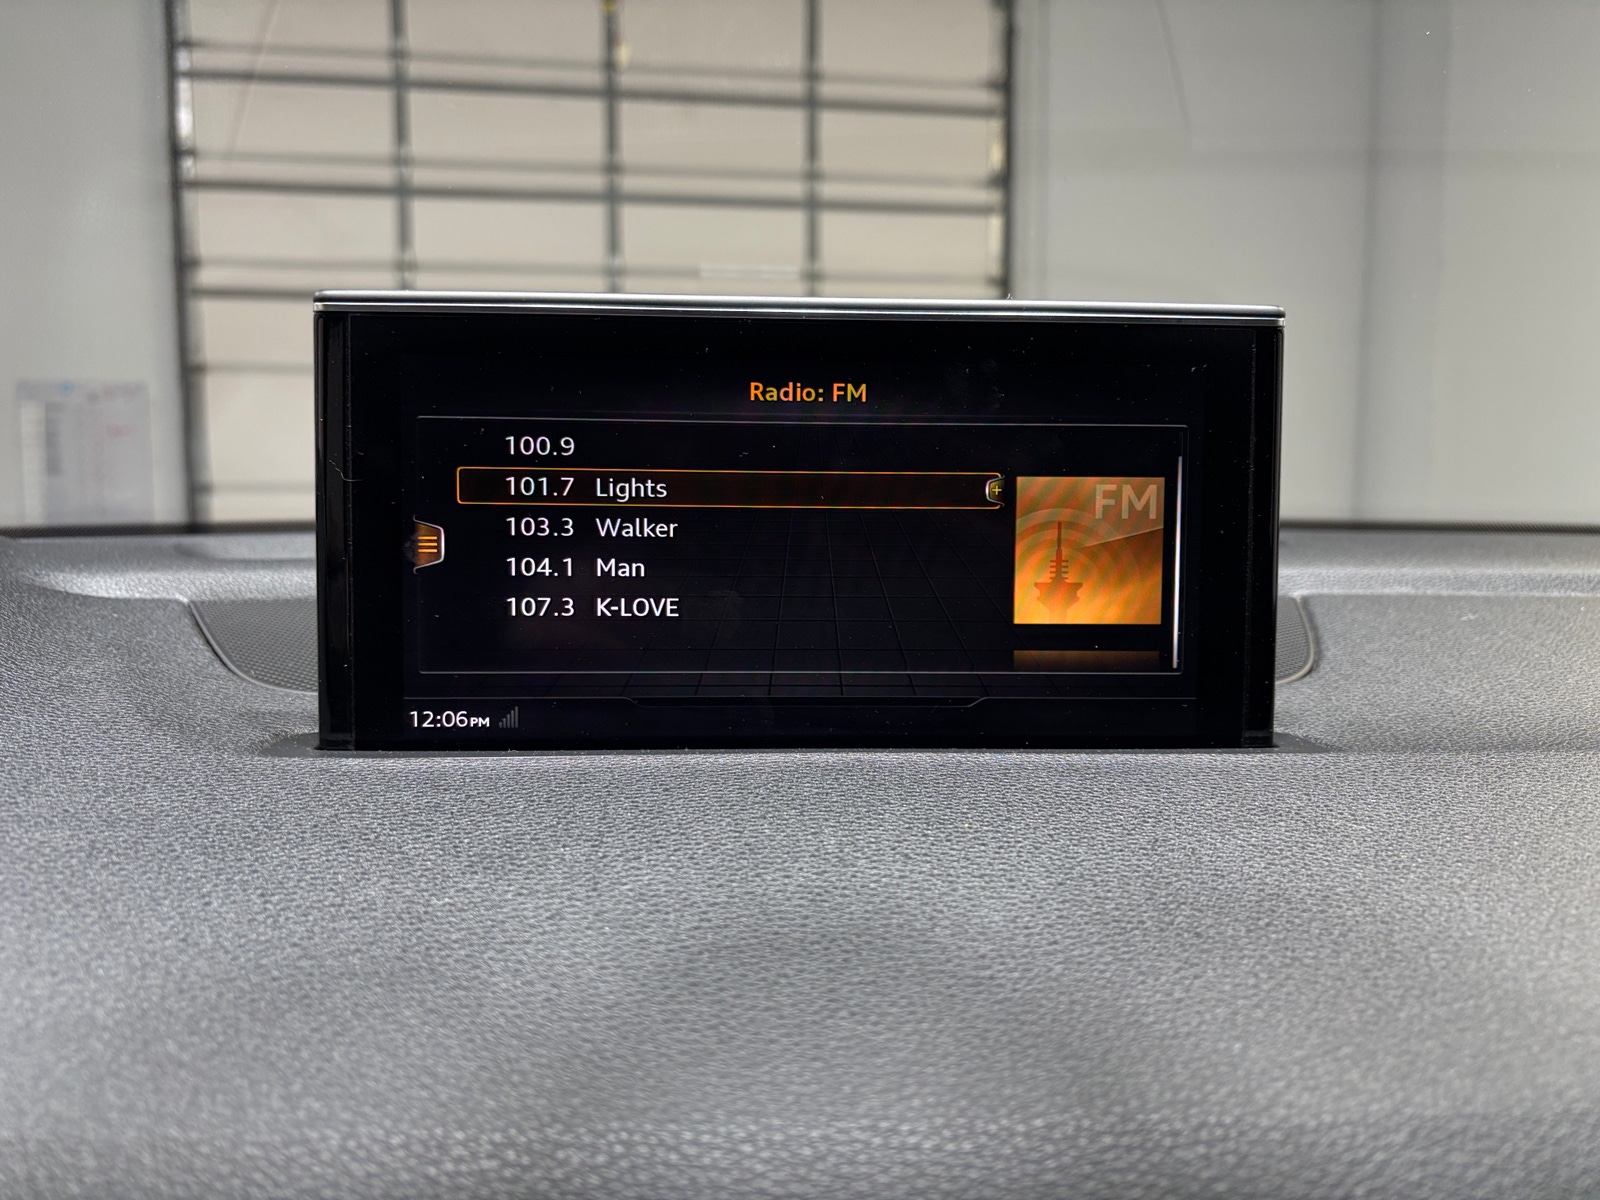 Radio: FM
100.9
101.7 Lights
FM
103.3 Walker
104.1 Man
107.3 K-LOVE
12:06PM